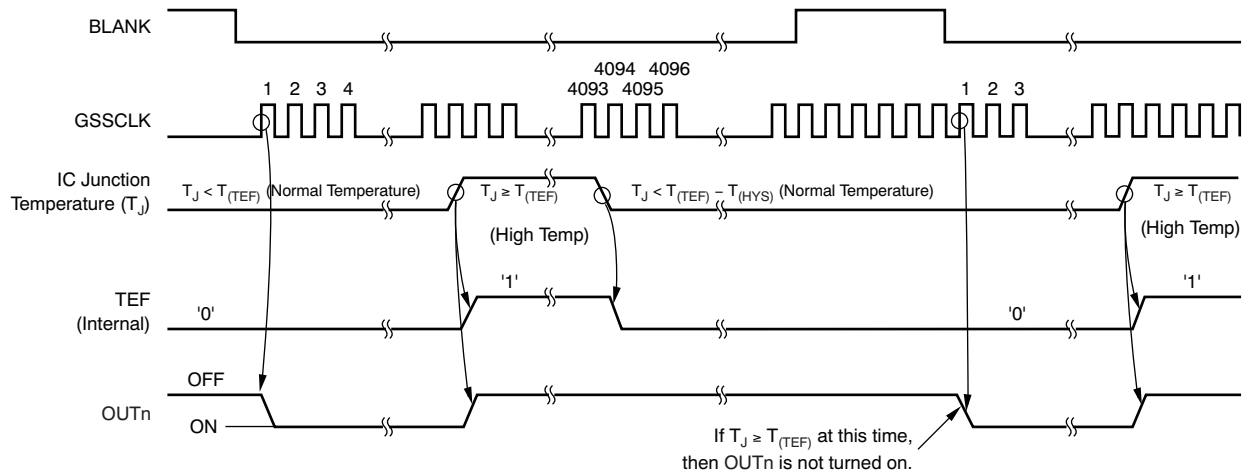 BLANK
4094 4096
1 2 3 4 4093 4095 1 2 3
GSSCLK
IC Junction
Temperature (TJ)
TJ < T(TEF) (Normal Temperature)
TJ ≥ T(TEF)
(High Temp)
TJ < T(TEF) – T(HYS) (Normal Temperature)
TJ ≥ T(TEF)
(High Temp)
TEF
(Internal)
'0' '1' '0' '1'
OFF
OUTn
ON
If TJ ≥ T(TEF) at this time,
then OUTn is not turned on.